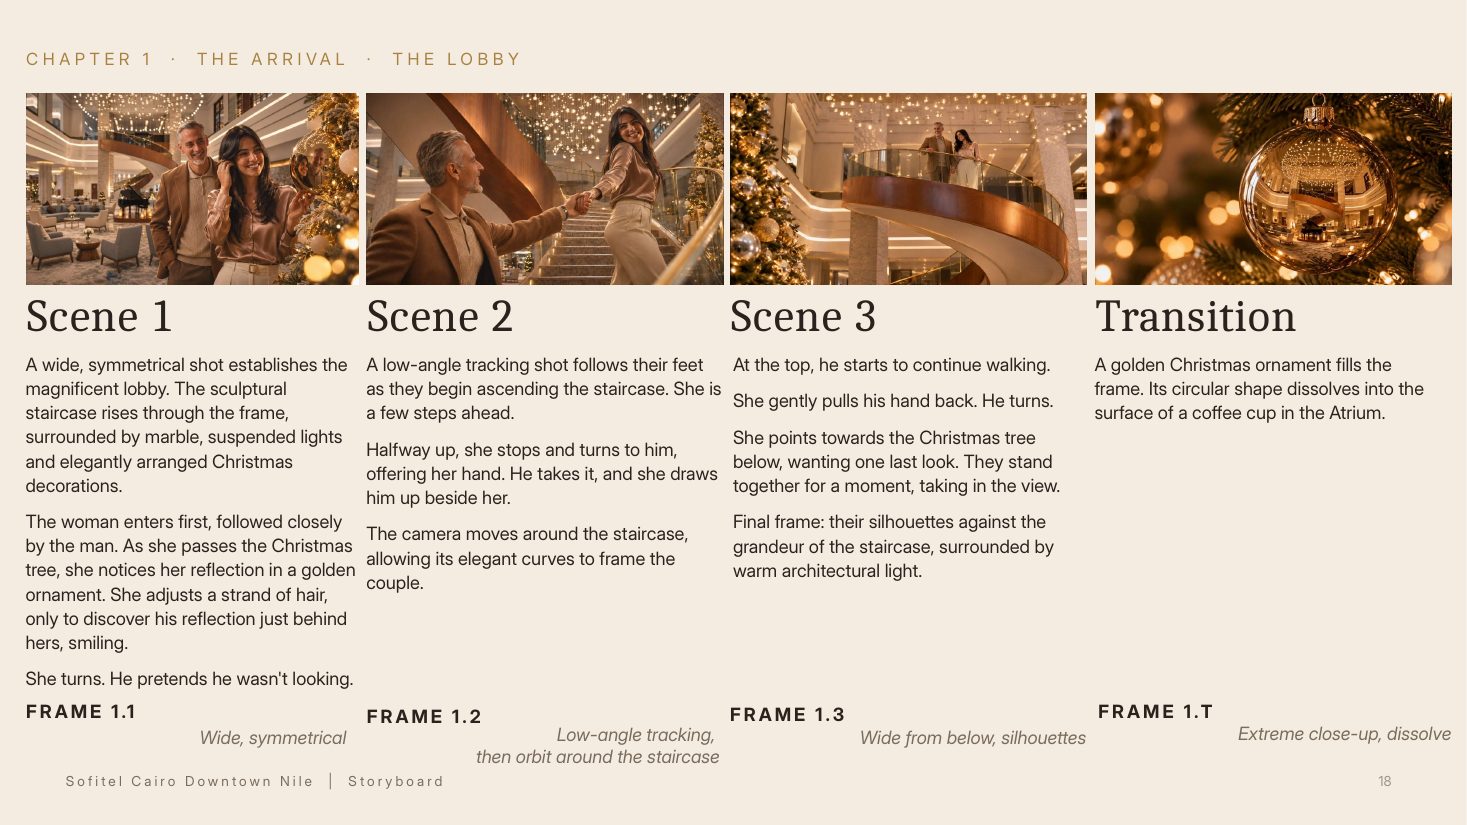 CHAPTER 1 · THE ARRIVAL · THE LOBBY
Scene 1
A wide, symmetrical shot establishes the
magnificent lobby. The sculptural
staircase rises through the frame,
surrounded by marble, suspended lights
and elegantly arranged Christmas
decorations.
The woman enters first, followed closely
by the man. As she passes the Christmas
tree, she notices her reflection in a golden
ornament. She adjusts a strand of hair,
only to discover his reflection just behind
hers, smiling.
She turns. He pretends he wasn't looking.
FRAME 1.1
Wide, symmetrical
Scene 2
A low-angle tracking shot follows their feet
as they begin ascending the staircase. She is
a few steps ahead.
Halfway up, she stops and turns to him,
offering her hand. He takes it, and she draws
him up beside her.
The camera moves around the staircase,
allowing its elegant curves to frame the
couple.
FRAME 1.2
Low-angle tracking,
then orbit around the staircase
Scene 3
At the top, he starts to continue walking.
She gently pulls his hand back. He turns.
She points towards the Christmas tree
below, wanting one last look. They stand
together for a moment, taking in the view.
Final frame: their silhouettes against the
grandeur of the staircase, surrounded by
warm architectural light.
FRAME 1.3
Wide from below, silhouettes
Transition
A golden Christmas ornament fills the
frame. Its circular shape dissolves into the
surface of a coffee cup in the Atrium.
FRAME 1.T
Extreme close-up, dissolve
Sofitel Cairo Downtown Nile | Storyboard
18